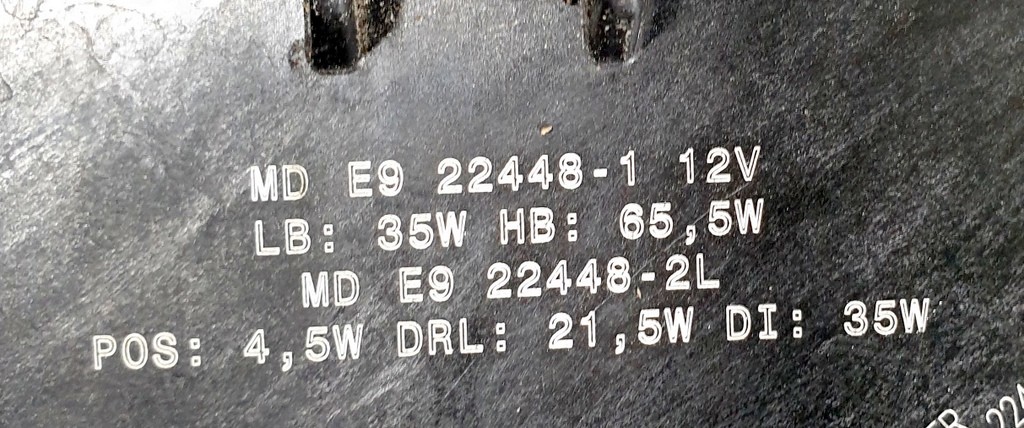 MD E9 22448-1 12V
LB: 35W HB: 65,5W
MD E9 22448-2L
POS: 4,5W DRL: 21,5W DI: 35W